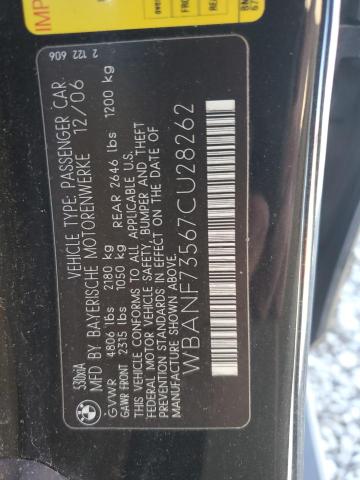 VEHICLE TYPE: PASSENGER CAR
MFD BY BAYERISCHE MOTORENWERKE 12/06
GVWR 4806 lbs 2180 kg
GAWR FRONT 2315 lbs 1050 kg REAR 2646 lbs 1200 kg
THIS VEHICLE CONFORMS TO ALL APPLICABLE U.S.
FEDERAL MOTOR VEHICLE SAFETY, BUMPER AND THEFT
PREVENTION STANDARDS IN EFFECT ON THE DATE OF
MANUFACTURE SHOWN ABOVE.
WBANF73567CU28262
2 122 606
IMP
FRO